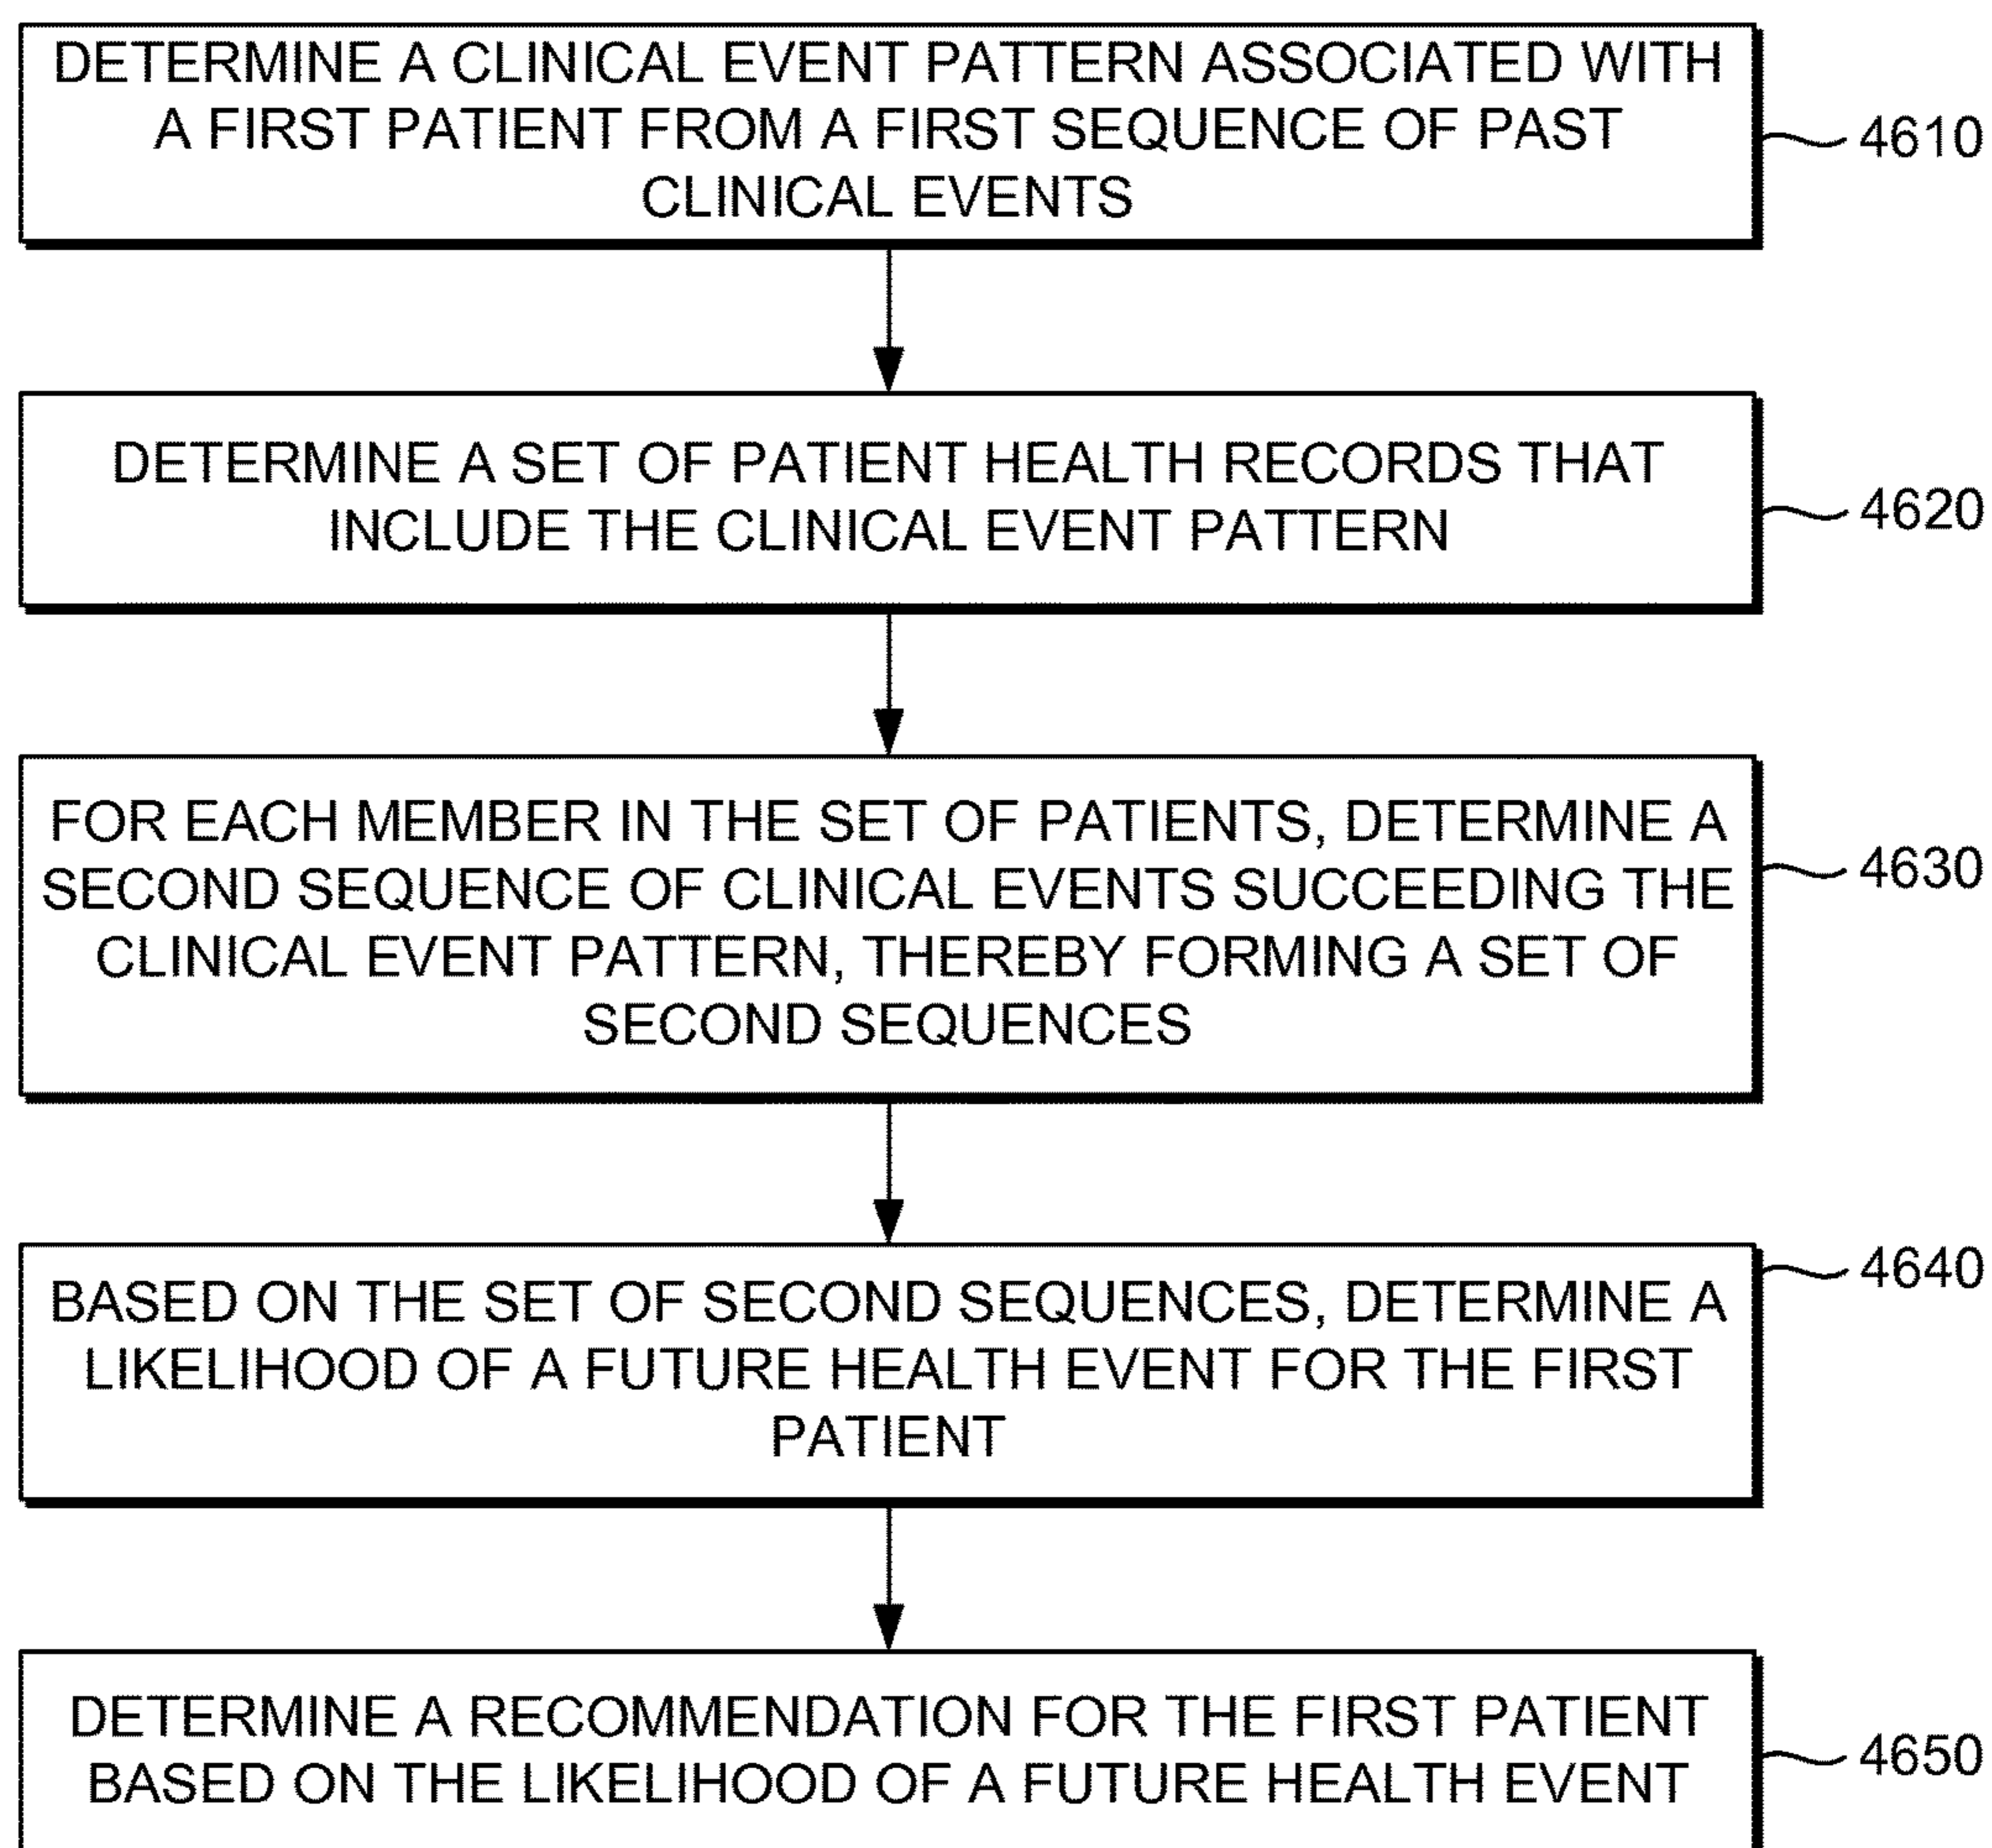 DETERMINE A CLINICAL EVENT PATTERN ASSOCIATED WITH
A FIRST PATIENT FROM A FIRST SEQUENCE OF PAST
CLINICAL EVENTS
4610
DETERMINE A SET OF PATIENT HEALTH RECORDS THAT
INCLUDE THE CLINICAL EVENT PATTERN
4620
FOR EACH MEMBER IN THE SET OF PATIENTS, DETERMINE A
SECOND SEQUENCE OF CLINICAL EVENTS SUCCEEDING THE
CLINICAL EVENT PATTERN, THEREBY FORMING A SET OF
SECOND SEQUENCES
4630
BASED ON THE SET OF SECOND SEQUENCES, DETERMINE A
LIKELIHOOD OF A FUTURE HEALTH EVENT FOR THE FIRST
PATIENT
4640
DETERMINE A RECOMMENDATION FOR THE FIRST PATIENT
BASED ON THE LIKELIHOOD OF A FUTURE HEALTH EVENT
4650